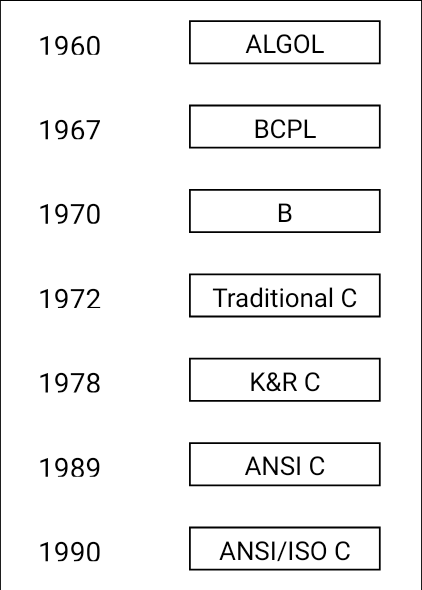 1960 ALGOL
1967 BCPL
1970 B
1972 Traditional C
1978 K&R C
1989 ANSI C
1990 ANSI/ISO C